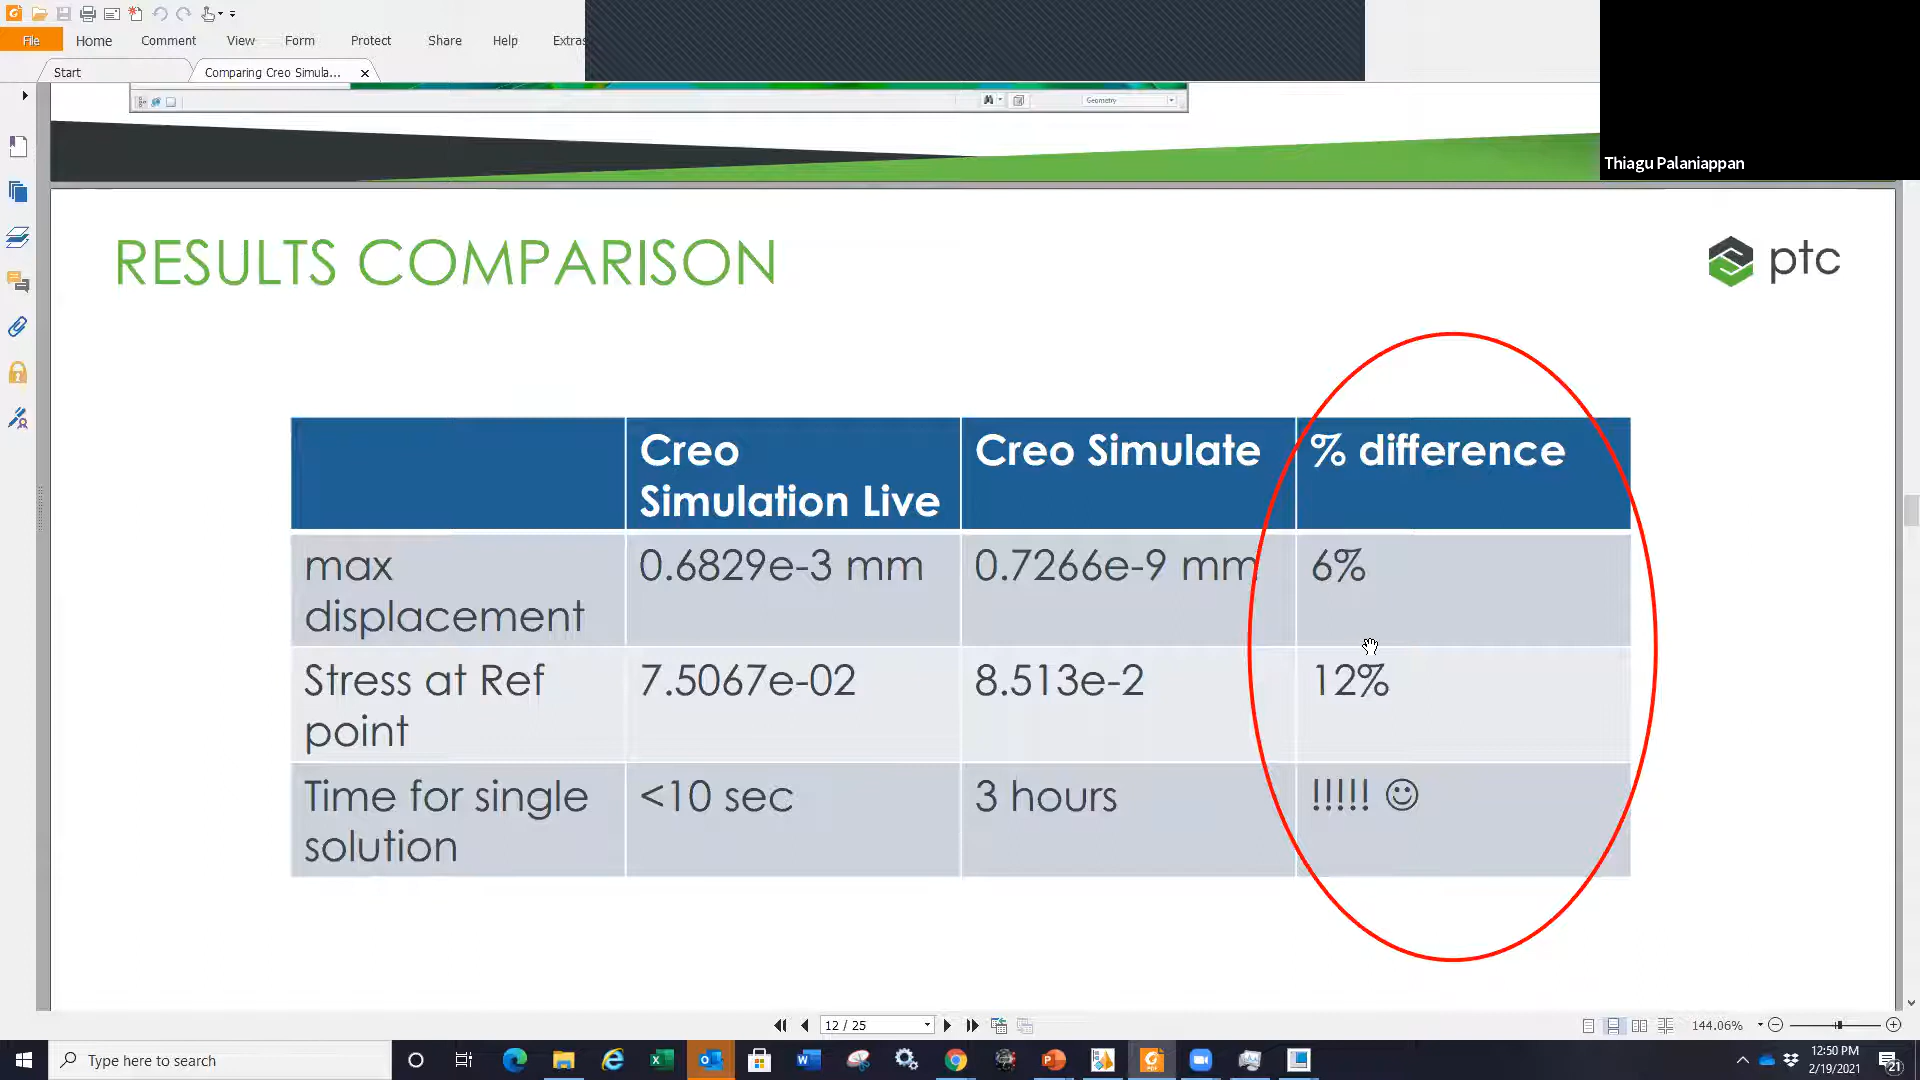 File Home Comment View Form Protect Share Help Extras
Start Comparing Creo Simula...
Geometry
Thiagu Palaniappan
RESULTS COMPARISON
ptc
Creo Simulation Live
Creo Simulate
% difference
max displacement
0.6829e-3 mm
0.7266e-9 mm
6%
Stress at Ref point
7.5067e-02
8.513e-2
12%
Time for single solution
<10 sec
3 hours
!!!!! ☺
12 / 25
144.06%
Type here to search
12:50 PM
2/19/2021
21